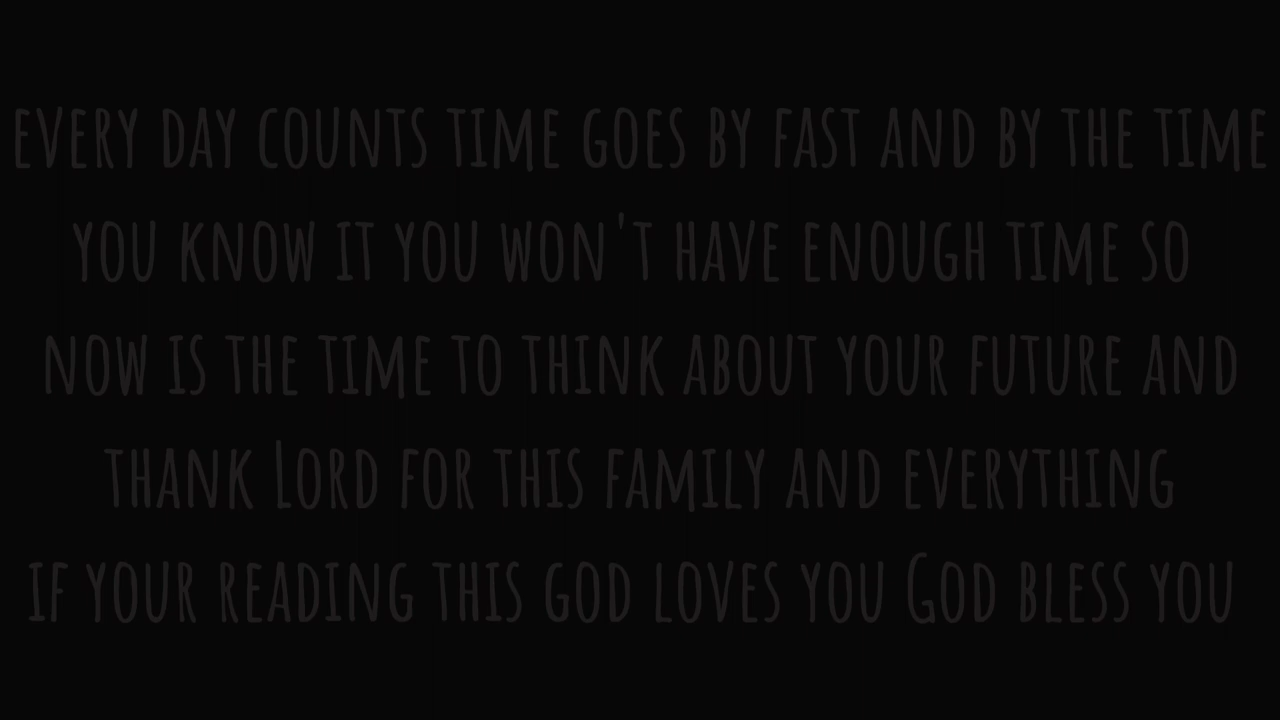 EVERY DAY COUNTS TIME GOES BY FAST AND BY THE TIME
YOU KNOW IT YOU WON'T HAVE ENOUGH TIME SO
NOW IS THE TIME TO THINK ABOUT YOUR FUTURE AND
THANK LORD FOR THIS FAMILY AND EVERYTHING
IF YOUR READING THIS GOD LOVES YOU GOD BLESS YOU